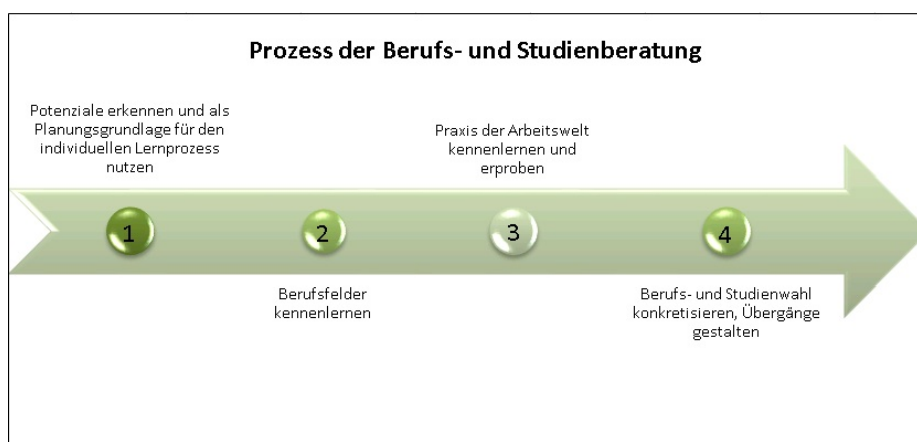 Prozess der Berufs- und Studienberatung
Potenziale erkennen und als
Planungsgrundlage für den
individuellen Lernprozess
nutzen
Praxis der Arbeitswelt
kennenlernen und
erproben
1
2
3
4
Berufsfelder
kennenlernen
Berufs- und Studienwahl
konkretisieren, Übergänge
gestalten